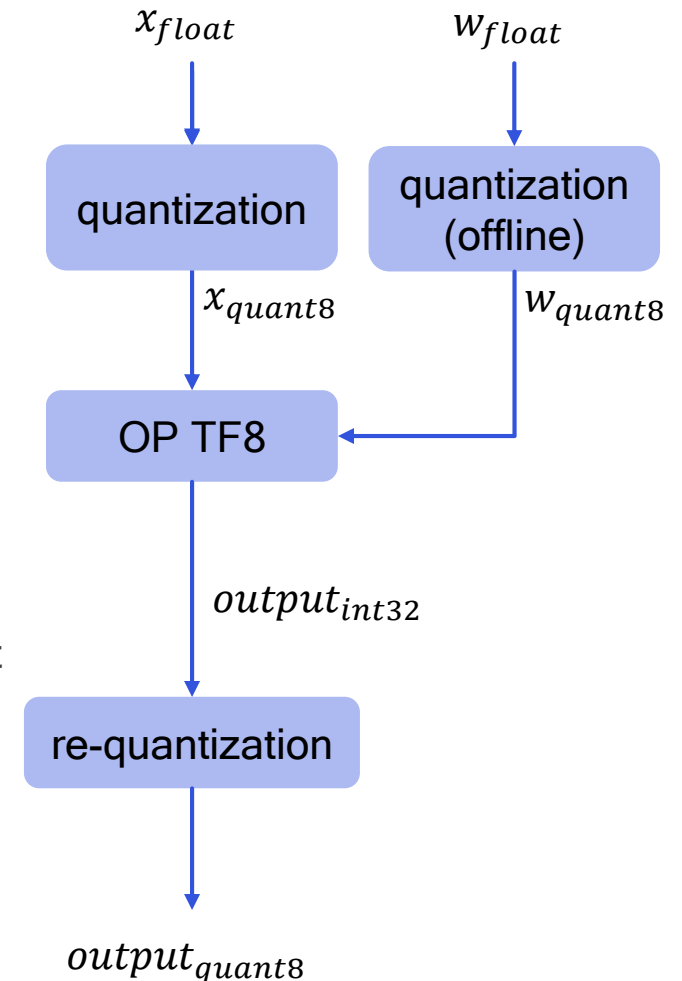 x_float
w_float
quantization
quantization
(offline)
x_quant8
w_quant8
OP TF8
output_int32
re-quantization
output_quant8